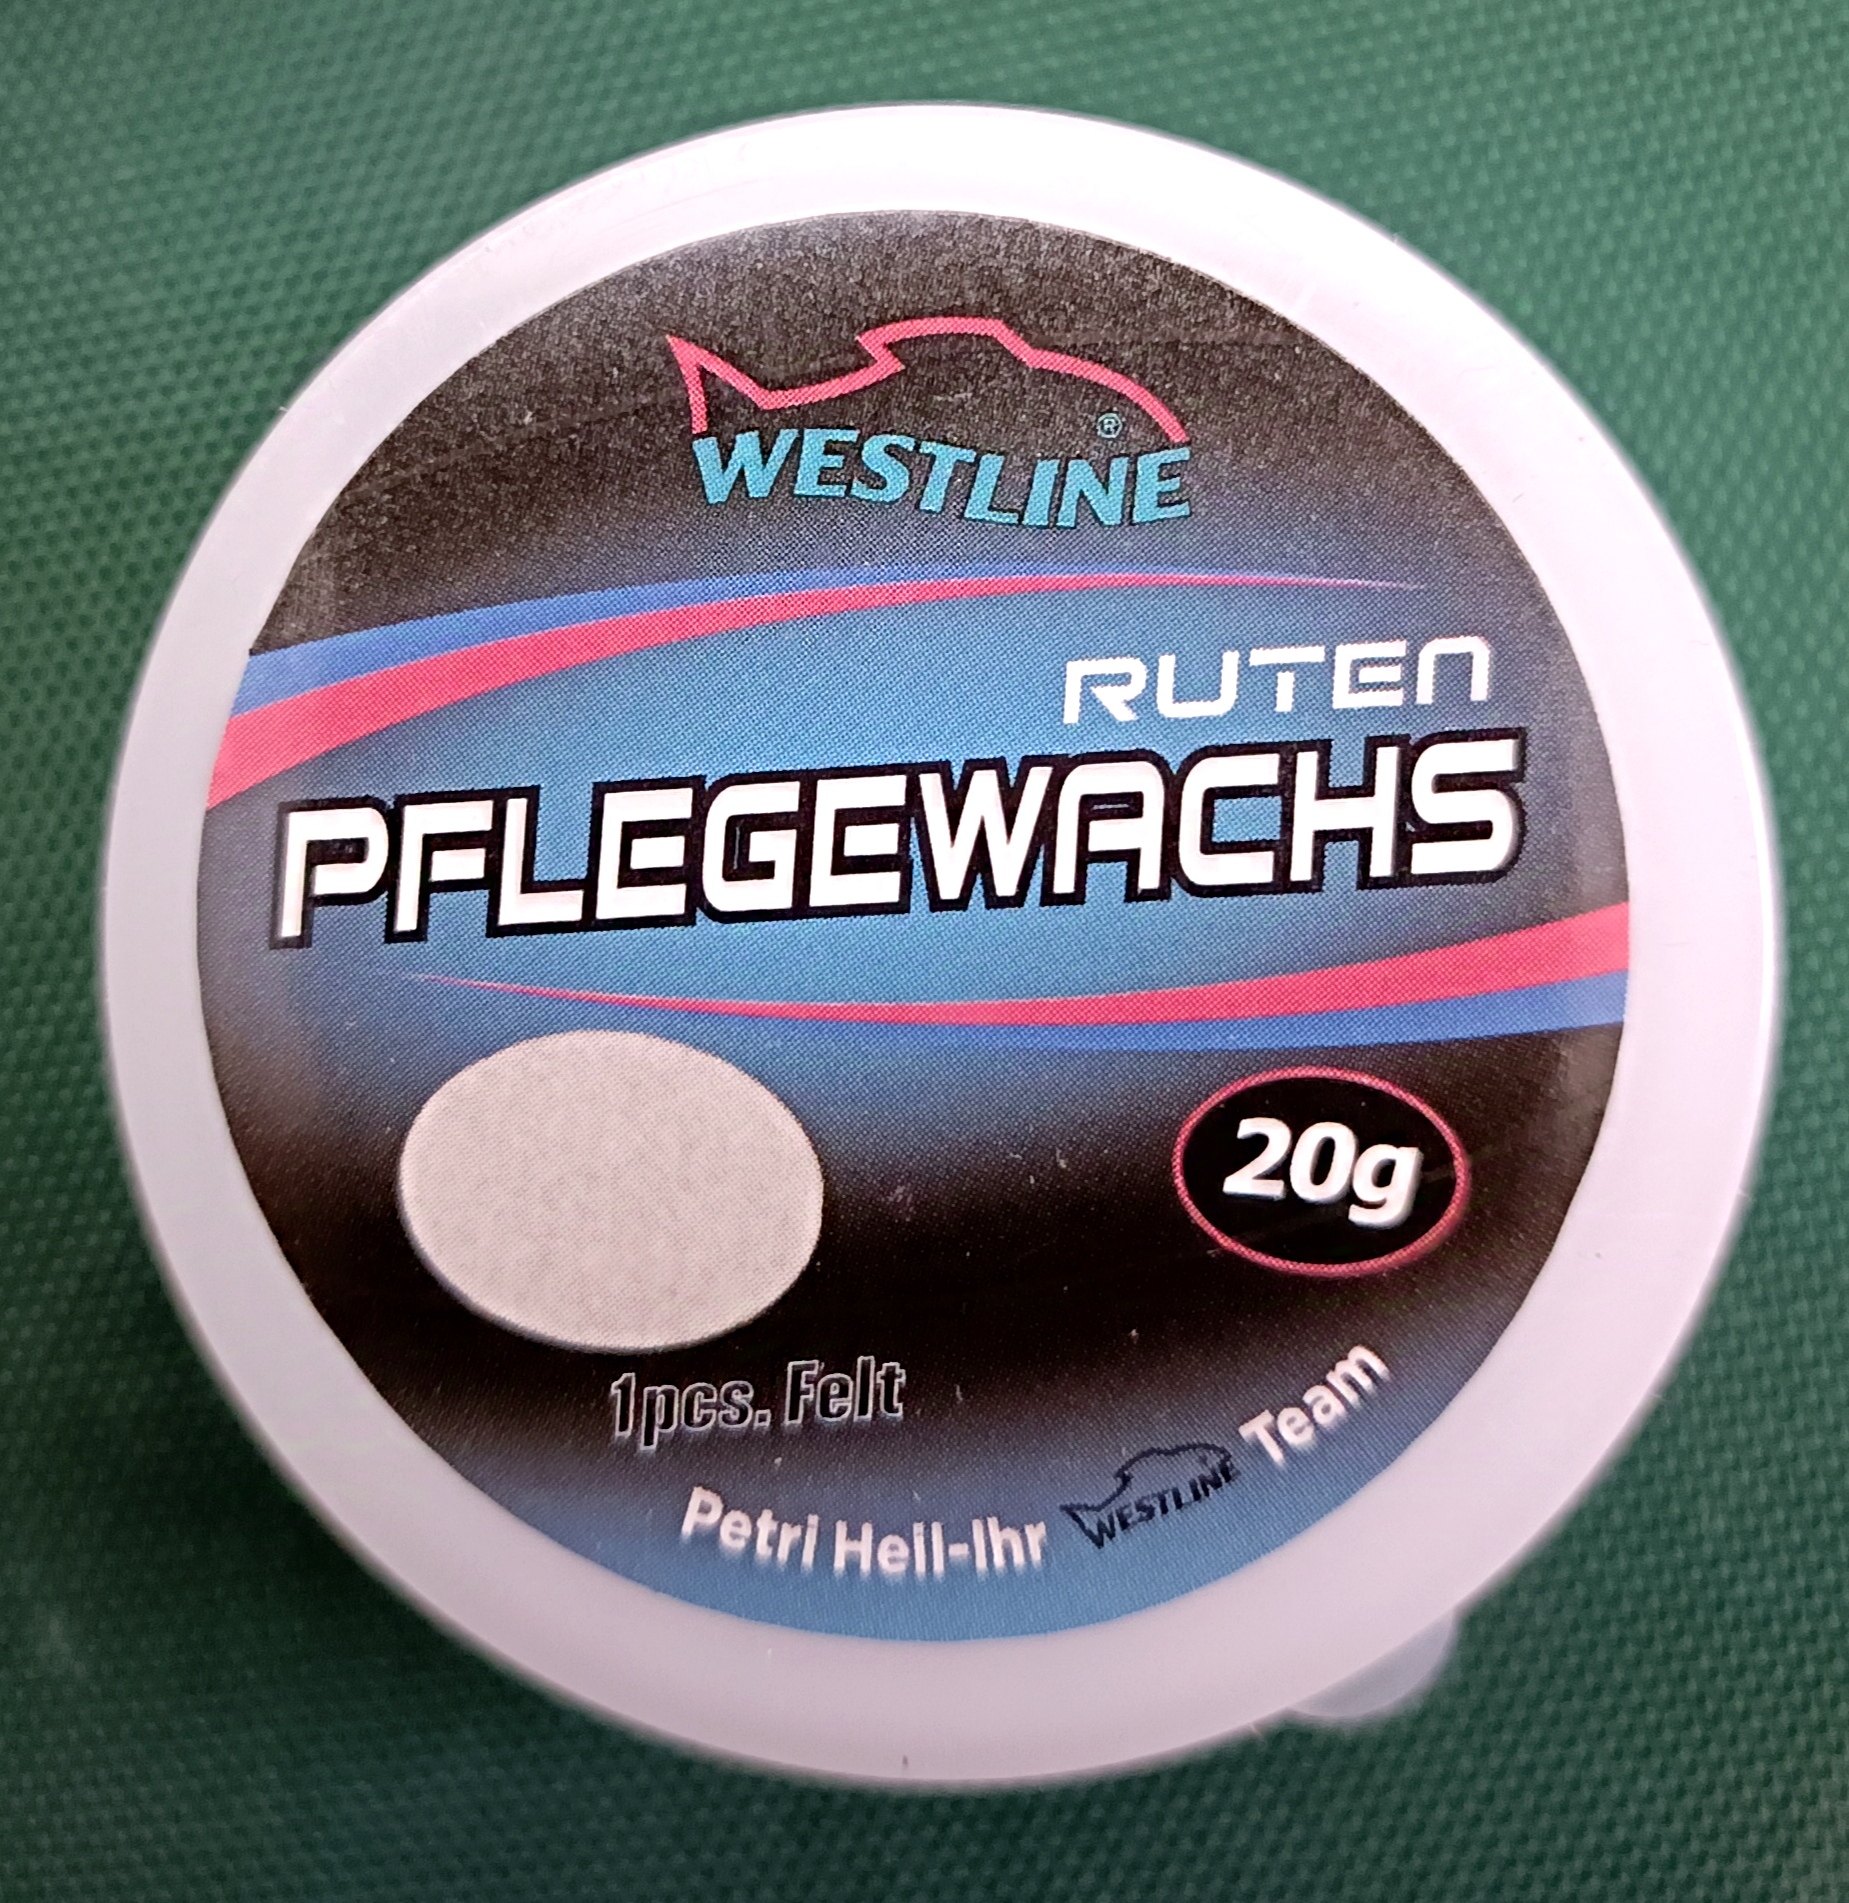 WESTLINE ®
RUTEN
PFLEGEWACHS
20g
1pcs. Felt
Petri Heil-Ihr WESTLINE Team